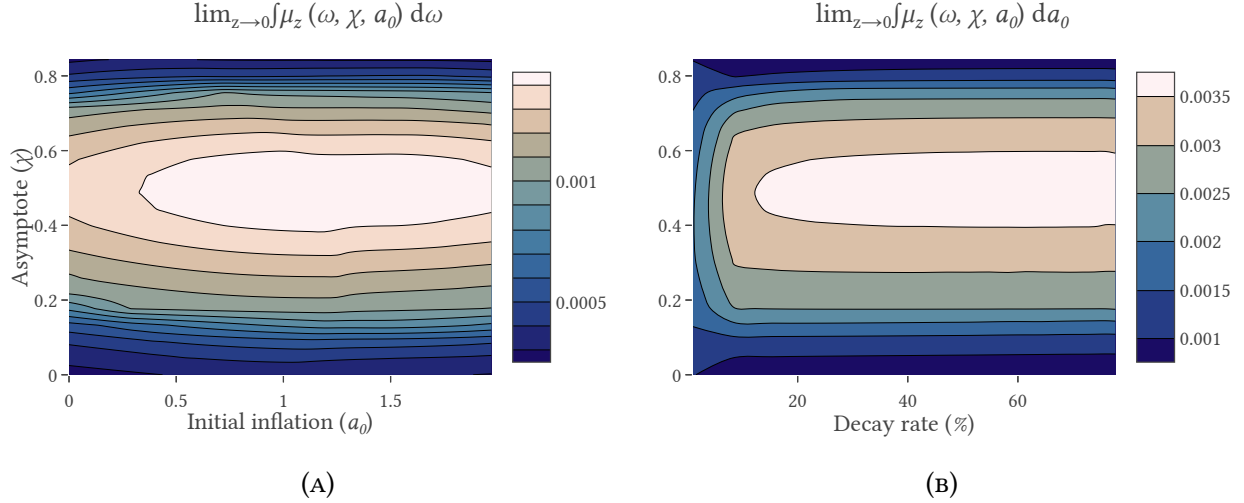 lim_{z→0}∫μ_z (ω, χ, a_0) dω
0.8
0.6
0.4
0.2
0
Asymptote (χ)
0 0.5 1 1.5
Initial inflation (a_0)
0.001
0.0005
(A)
lim_{z→0}∫μ_z (ω, χ, a_0) da_0
0.8
0.6
0.4
0.2
0
20 40 60
Decay rate (%)
0.0035
0.003
0.0025
0.002
0.0015
0.001
(B)